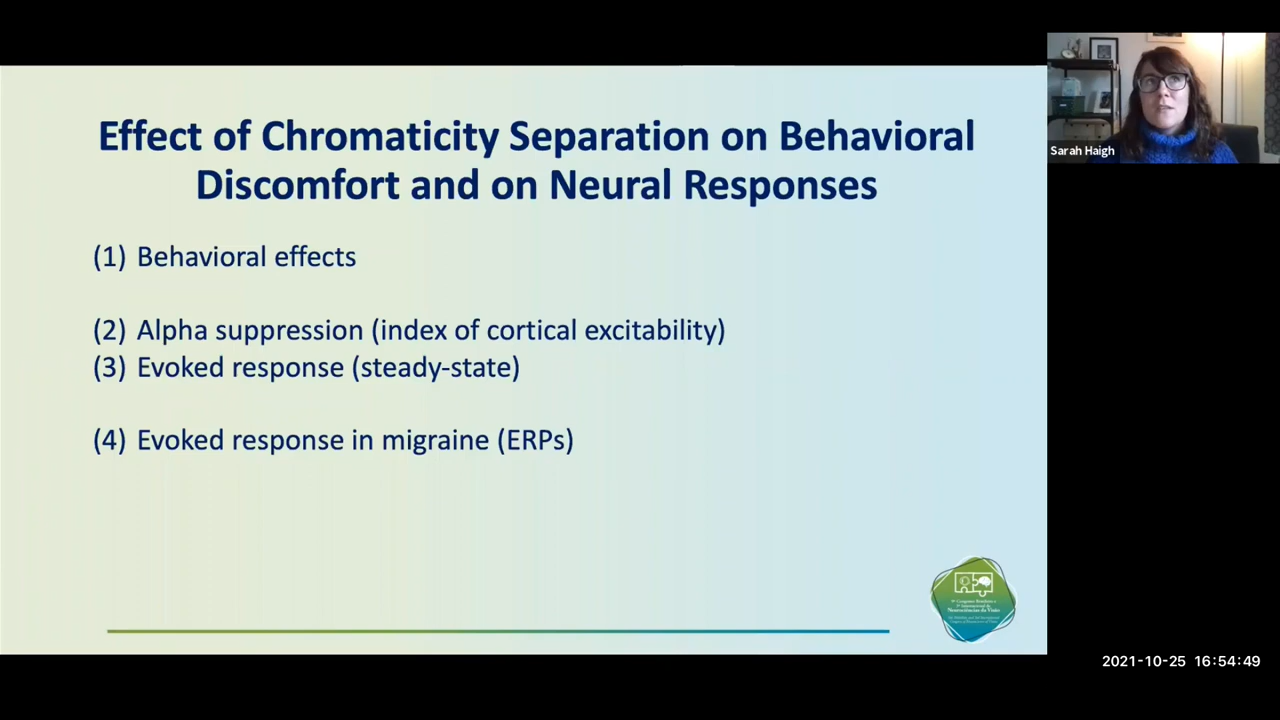 Effect of Chromaticity Separation on Behavioral
Discomfort and on Neural Responses
(1) Behavioral effects
(2) Alpha suppression (index of cortical excitability)
(3) Evoked response (steady-state)
(4) Evoked response in migraine (ERPs)
Sarah Haigh
2021-10-25 16:54:49